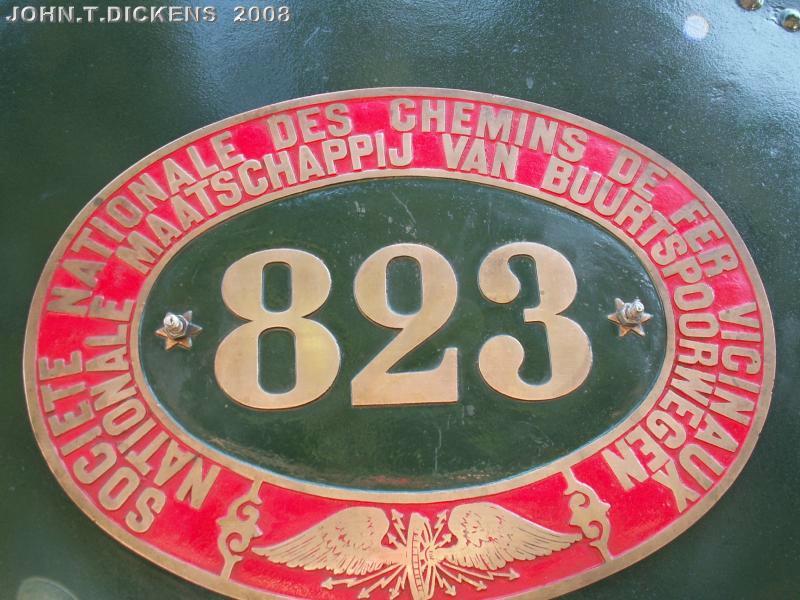 JOHN.T.DICKENS 2008
SOCIETE NATIONALE DES CHEMINS DE FER VICINAUX
NATIONALE MAATSCHAPPIJ VAN BUURTSPOORWEGEN
823